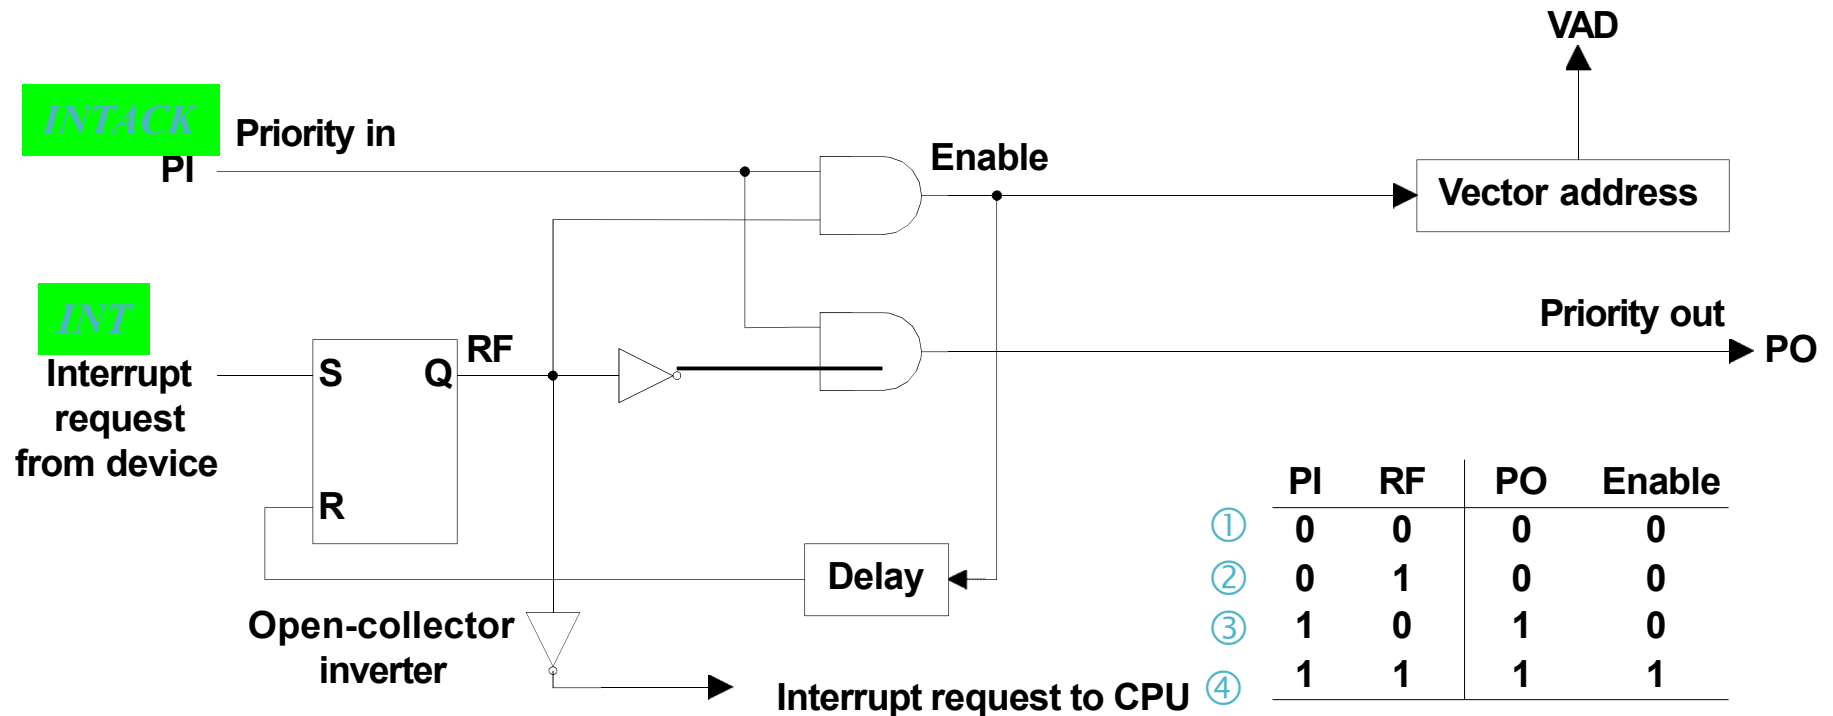 VAD
INTACK
Priority in
PI
Enable
Vector address
INT
Interrupt
request
from device
S
Q
RF
R
Priority out
PO
Delay
Open-collector
inverter
Interrupt request to CPU
PI RF PO Enable
① 0 0 0 0
② 0 1 0 0
③ 1 0 1 0
④ 1 1 1 1